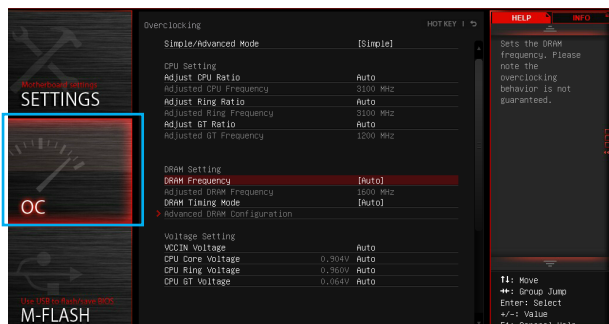 HELP
INFO
Overclocking
HOT KEY
Simple/Advanced Mode [Simple]
CPU Setting
Adjust CPU Ratio Auto
Adjusted CPU Frequency 3100 MHz
Adjust Ring Ratio Auto
Adjusted Ring Frequency 3100 MHz
Adjust GT Ratio Auto
Adjusted GT Frequency 1200 MHz
DRAM Setting
DRAM Frequency [Auto]
Adjusted DRAM Frequency 1600 MHz
DRAM Timing Mode [Auto]
> Advanced DRAM Configuration
Voltage Setting
VCCIN Voltage Auto
CPU Core Voltage 0.904V Auto
CPU Ring Voltage 0.960V Auto
CPU GT Voltage 0.064V Auto
Motherboard settings
SETTINGS
OC
Use USB to flash/save BIOS
M-FLASH
Sets the DRAM
frequency. Please
note the
overclocking
behavior is not
guaranteed.
↑↓: Move
→←: Group Jump
Enter: Select
+/-: Value